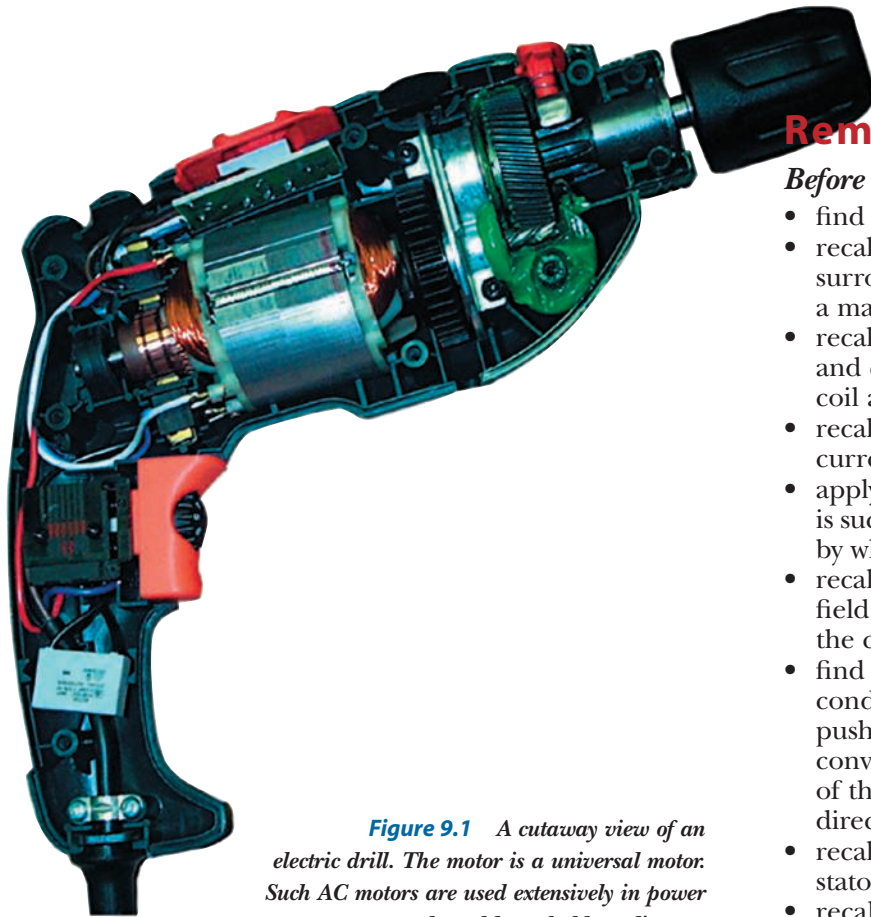 Figure 9.1 A cutaway view of an
electric drill. The motor is a universal motor.
Such AC motors are used extensively in power
Rem
Before
• find
• recal
surro
a ma
• recal
and
coil a
• recal
curre
• apply
is suc
by wh
• recal
field
the c
• find
cond
push
conv
of th
direc
• recal
stato
• recal